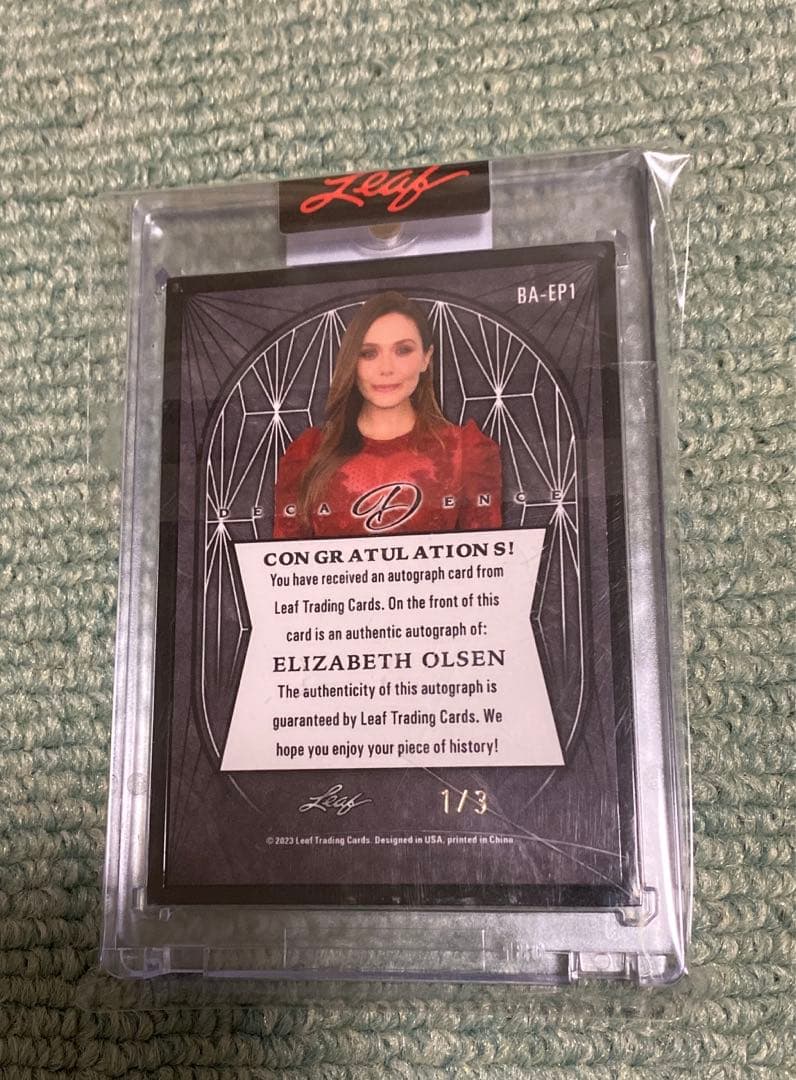 Leaf
BA-EP1
DECADENCE
CONGRATULATIONS!
You have received an autograph card from
Leaf Trading Cards. On the front of this
card is an authentic autograph of:
ELIZABETH OLSEN
The authenticity of this autograph is
guaranteed by Leaf Trading Cards. We
hope you enjoy your piece of history!
Leaf
1/3
© 2023 Leaf Trading Cards. Designed in USA, printed in China